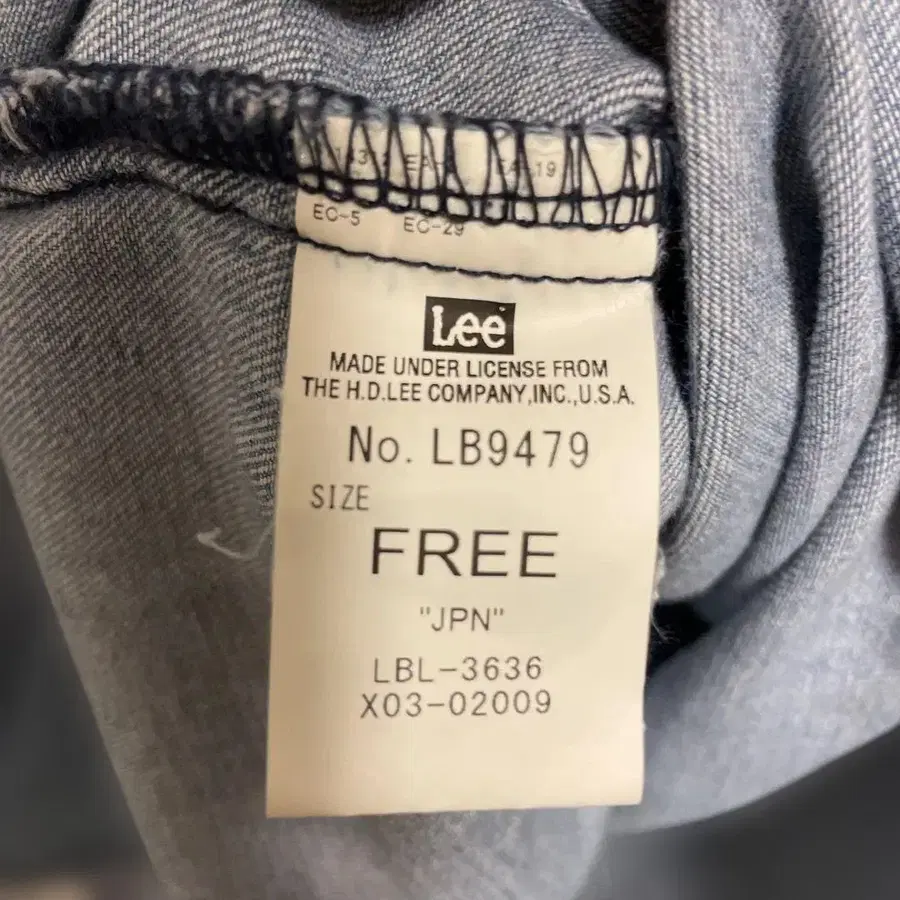 EC-5 EC-29
Lee
MADE UNDER LICENSE FROM
THE H.D.LEE COMPANY,INC.,U.S.A.
No. LB9479
SIZE
FREE
"JPN"
LBL-3636
X03-02009